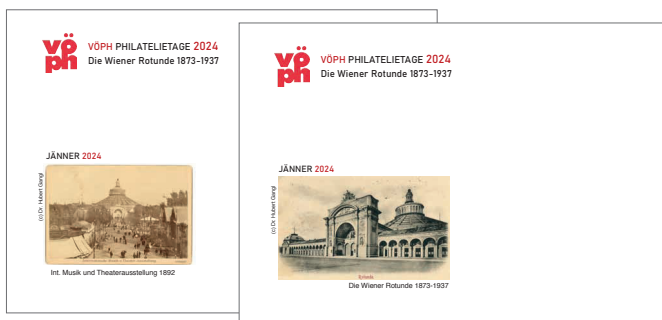 vöph
VÖPH PHILATELIETAGE 2024
Die Wiener Rotunde 1873-1937
JÄNNER 2024
(c) Dr. Hubert Gangl
Int. Musik und Theaterausstellung 1892
vöph
VÖPH PHILATELIETAGE 2024
Die Wiener Rotunde 1873-1937
JÄNNER 2024
(c) Dr. Hubert Gangl
Rotunde
Die Wiener Rotunde 1873-1937